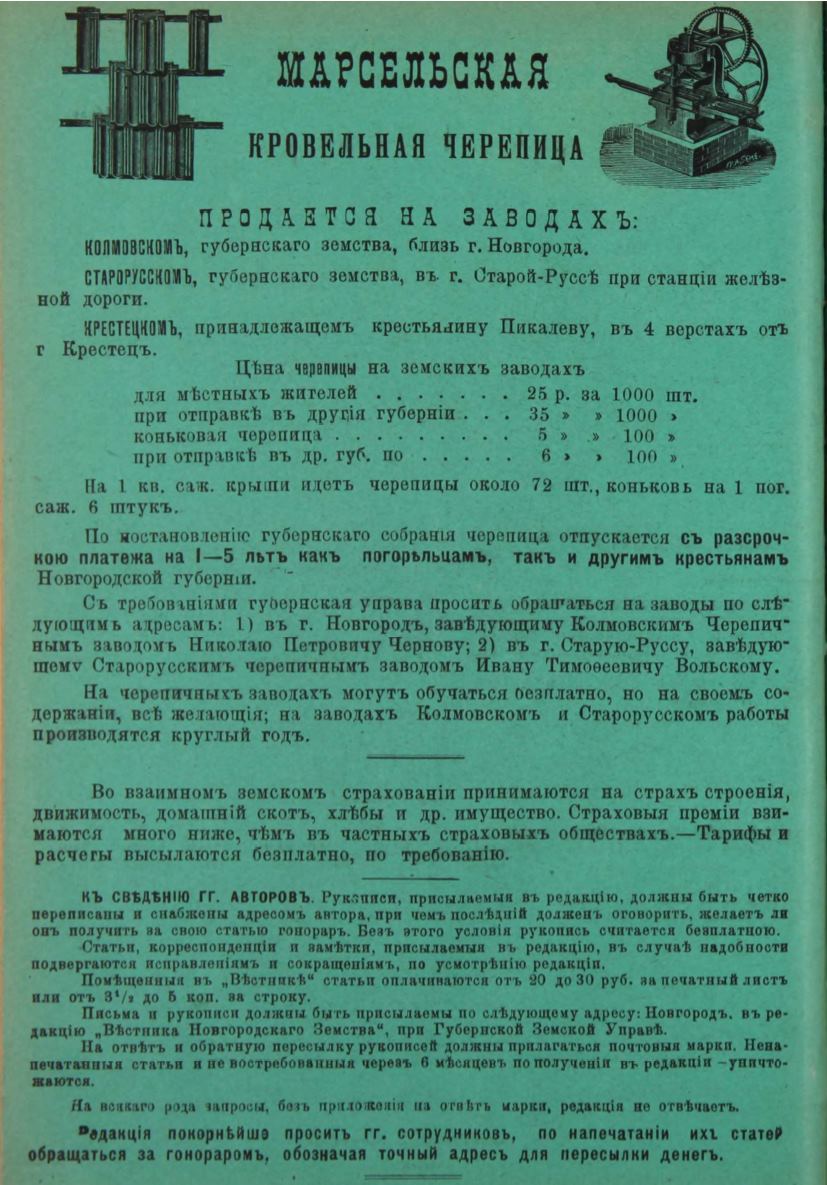 МАРСЕЛЬСКАЯ
КРОВЕЛЬНАЯ ЧЕРЕПИЦА
ПРОДАЕТСЯ НА ЗАВОДАХЪ:
КОЛМОВСКОМЪ, губернскаго земства, близь г. Новгорода.
СТАРОРУССКОМЪ, губернскаго земства, въ г. Старой-Руссѣ при станціи желѣз-
ной дороги.
КРЕСТЕЦКОМЪ, принадлежащемъ крестьянину Пикалеву, въ 4 верстахъ отъ
г Крестецъ.
Цѣна черепицы на земскихъ заводахъ
для мѣстныхъ жителей . . . . . . . 25 р. за 1000 шт.
при отправкѣ въ другія губерніи . . . 35 » » 1000 »
коньковая черепица . . . . . . . . . 5 » » 100 »
при отправкѣ въ др. губ. по . . . . . 6 » » 100 »
На 1 кв. саж. крыши идетъ черепицы около 72 шт., коньковъ на 1 пог.
саж. 6 штукъ.
По постановленію губернскаго собранія черепица отпускается съ разсроч-
кою платежа на 1—5 лѣтъ какъ погорѣльцамъ, такъ и другимъ крестьянамъ
Новгородской губерніи.
Съ требованіями губернская управа проситъ обращаться на заводы по слѣ-
дующимъ адресамъ: 1) въ г. Новгородъ, завѣдующиму Колмовскимъ Черепич-
нымъ заводомъ Николаю Петровичу Чернову; 2) въ г. Старую-Руссу, завѣдую-
щему Старорусскимъ черепичнымъ заводомъ Ивану Тимоѳеевичу Вольскому.
На черепичныхъ заводахъ могутъ обучаться безплатно, но на своемъ со-
держаніи, всѣ желающія; на заводахъ Колмовскомъ и Старорусскомъ работы
производятся круглый годъ.
Во взаимномъ земскомъ страхованіи принимаются на страхъ строенія,
движимость, домашній скотъ, хлѣбы и др. имущество. Страховыя преміи взи-
маются много ниже, чѣмъ въ частныхъ страховыхъ обществахъ.—Тарифы и
расчеты высылаются безплатно, по требованію.
КЪ СВѢДѢНІЮ ГГ. АВТОРОВЪ. Рукописи, присылаемыя въ редакцію, должны быть четко
переписаны и снабжены адресомъ автора, при чемъ послѣдній долженъ оговорить, желаетъ ли
онъ получить за свою статью гонораръ. Безъ этого условія рукопись считается безплатною.
Статьи, корреспонденціи и замѣтки, присылаемыя въ редакцію, въ случаѣ надобности
подвергаются исправленіямъ и сокращеніямъ, по усмотрѣнію редакціи.
Помѣщенныя въ „Вѣстникѣ“ статьи оплачиваются отъ 20 до 30 руб. за печатный листъ
или отъ 3½ до 5 коп. за строку.
Письма и рукописи должны быть присылаемы по слѣдующему адресу: Новгородъ, въ ре-
дакцію „Вѣстника Новгородскаго Земства“, при Губернской Земской Управѣ.
На отвѣтъ и обратную пересылку рукописей должны прилагаться почтовыя марки. Нена-
печатанныя статьи и не востребованныя черезъ 6 мѣсяцевъ по полученіи въ редакціи—уничто-
жаются.
На всякаго рода запросы, безъ приложенія на отвѣтъ марки, редакція не отвѣчаетъ.
Редакція покорнѣйше проситъ гг. сотрудниковъ, по напечатаніи ихъ статей
обращаться за гонораромъ, обозначая точный адресъ для пересылки денегъ.